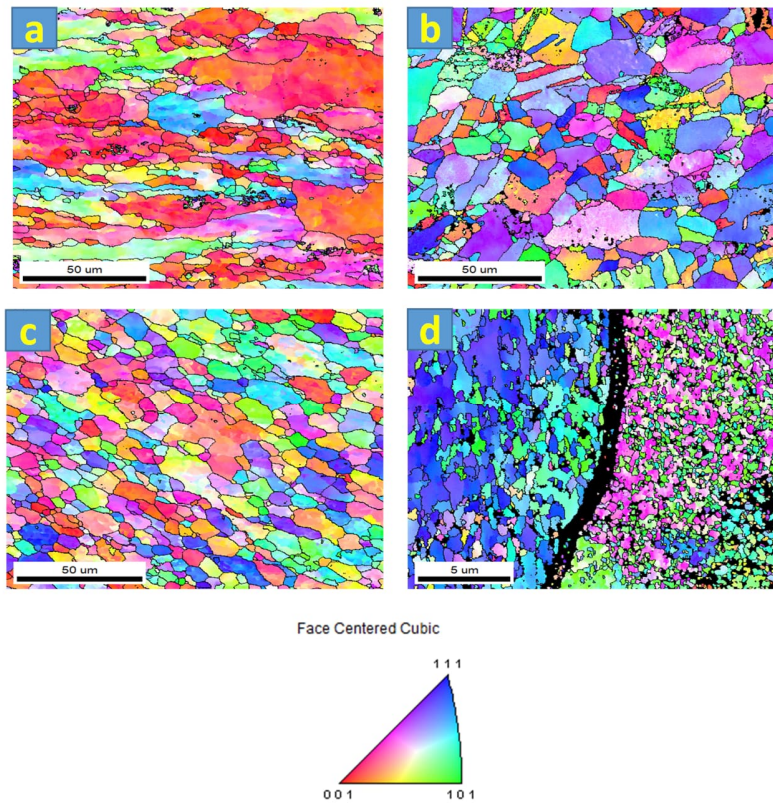 a
b
50 um
50 um
c
d
50 um
5 um
Face Centered Cubic
1 1 1
0 0 1
1 0 1